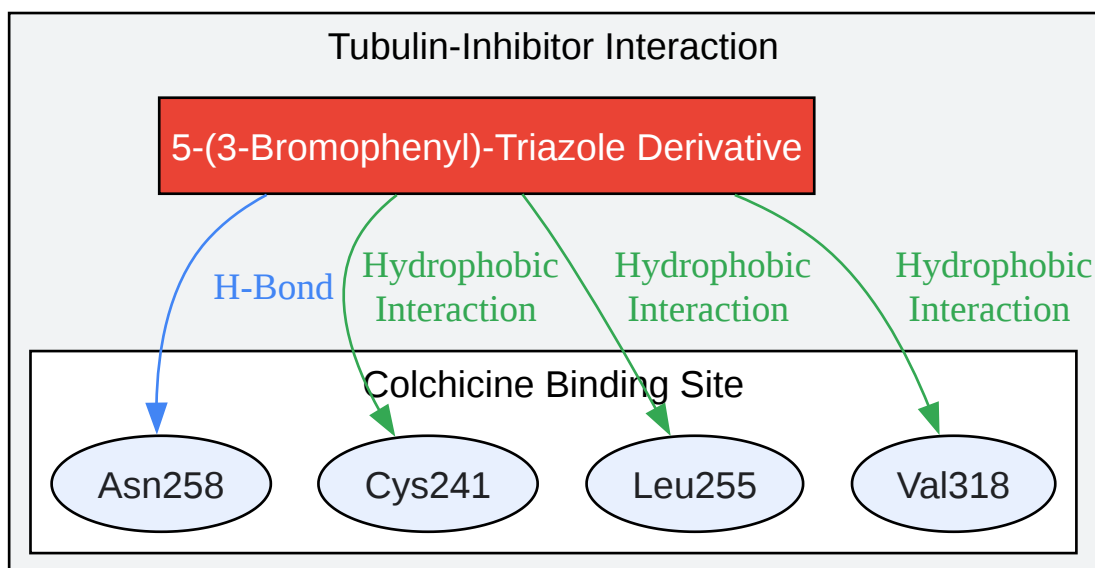 Tubulin-Inhibitor Interaction
5-(3-Bromophenyl)-Triazole Derivative
H-Bond
Hydrophobic
Interaction
Hydrophobic
Interaction
Hydrophobic
Interaction
Colchicine Binding Site
Asn258
Cys241
Leu255
Val318